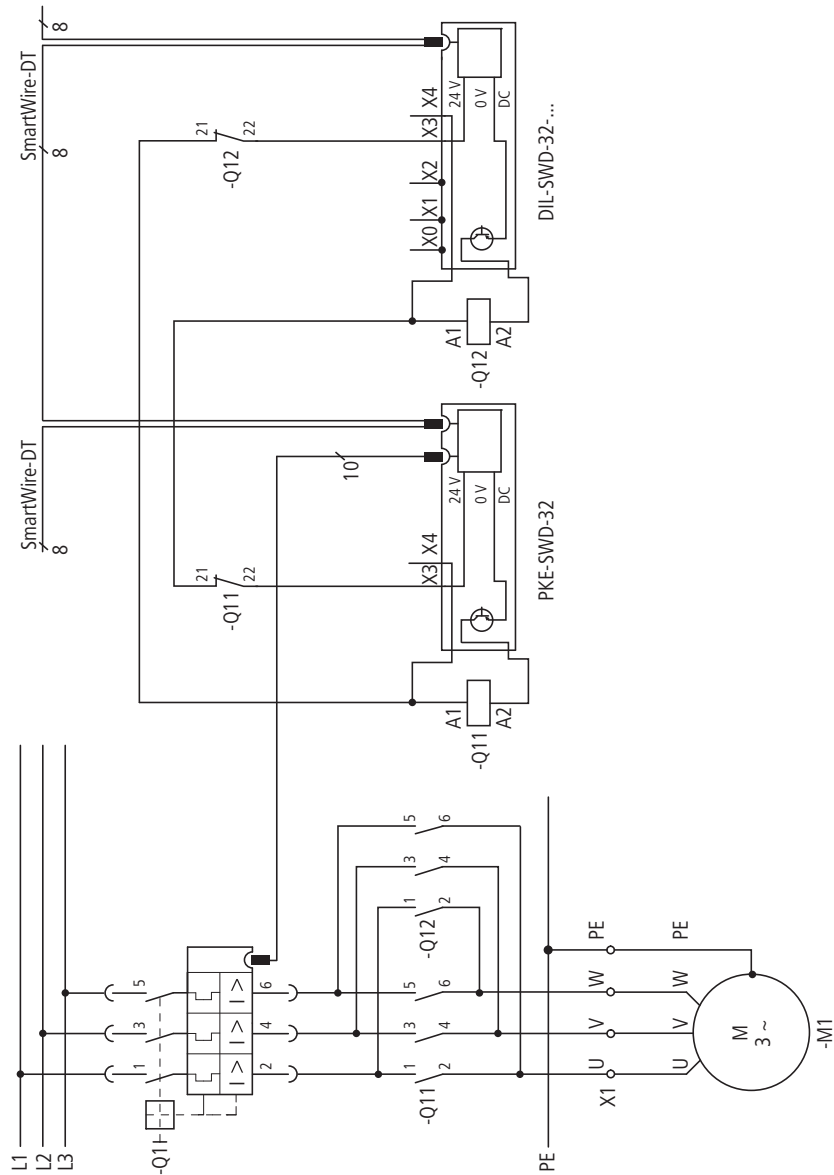 L1
L2
L3
SmartWire-DT
8
SmartWire-DT
8
8
-Q1
1
3
5
I>
I>
I>
2
4
6
-Q11
21
22
-Q12
21
22
10
-Q11
1
2
3
4
5
6
-Q12
1
2
3
4
5
6
-Q11
A1
A2
X3
X4
24 V
0 V
DC
PKE-SWD-32
-Q12
A1
A2
X0
X1
X2
X3
X4
24 V
0 V
DC
DIL-SWD-32-...
PE
X1
U
V
W
PE
U
V
W
PE
M
3 ~
-M1